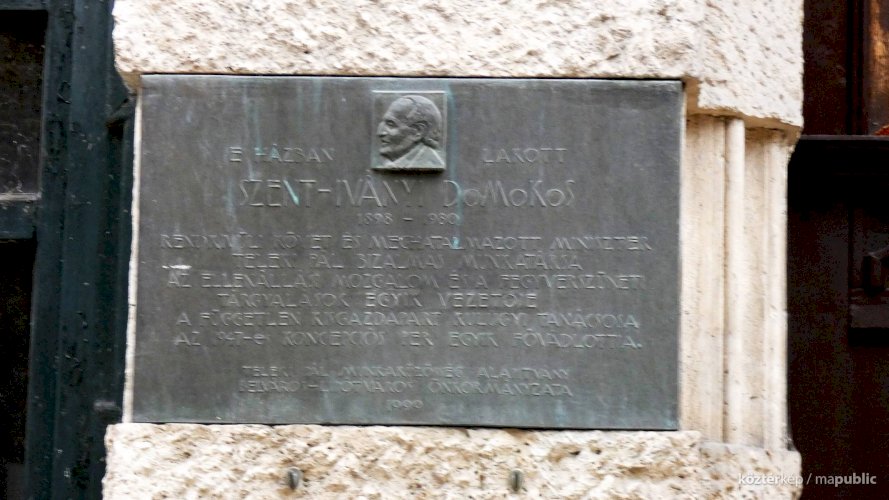 E HÁZBAN LAKOTT
SZENT-IVÁNY DOMOKOS
1898 - 1980
RENDKÍVÜLI KÖVET ÉS MEGHATALMAZOTT MINISZTER
TELEKI PÁL BIZALMAS MUNKATÁRSA
AZ ELLENÁLLÁSI MOZGALOM ÉS A FEGYVERSZÜNETI
TÁRGYALÁSOK EGYIK VEZETŐJE
A FÜGGETLEN KISGAZDAPÁRT KÜLÜGYI TANÁCSOSA
AZ 1947-es KONCEPCIÓS PER EGYIK FŐVÁDLOTTJA.
TELEKI PÁL MUNKAKÖZÖSSÉG ALAPÍTVÁNY
BELVÁROS-LIPÓTVÁROS ÖNKORMÁNYZATA
köztérkép / mapublic